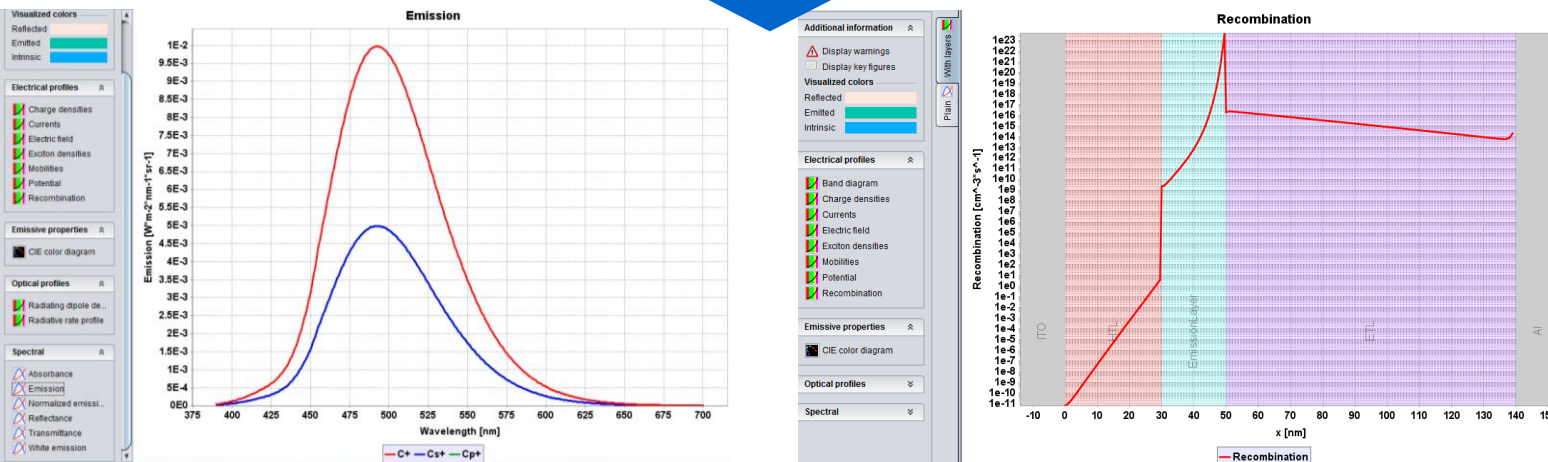 Visualized colors
Reflected
Emitted
Intrinsic
Electrical profiles
Charge densities
Currents
Electric field
Exciton densities
Mobilities
Potential
Recombination
Emissive properties
CIE color diagram
Optical profiles
Radiating dipole de...
Radiative rate profile
Spectral
Absorbance
Emission
Normalized emissi...
Reflectance
Transmittance
White emission
Emission
Emission [W*m-2*nm-1*sr-1]
1E-2
9.5E-3
9E-3
8.5E-3
8E-3
7.5E-3
7E-3
6.5E-3
6E-3
5.5E-3
5E-3
4.5E-3
4E-3
3.5E-3
3E-3
2.5E-3
2E-3
1.5E-3
1E-3
5E-4
0E0
375 400 425 450 475 500 525 550 575 600 625 650 675 700
Wavelength [nm]
C+ Cs+ Cp+
Additional information
Display warnings
Display key figures
Visualized colors
Reflected
Emitted
Intrinsic
Electrical profiles
Band diagram
Charge densities
Currents
Electric field
Exciton densities
Mobilities
Potential
Recombination
Emissive properties
CIE color diagram
Optical profiles
Spectral
With layers
Plain
Recombination
Recombination [cm^-3*s^-1]
1e23
1e22
1e21
1e20
1e19
1e18
1e17
1e16
1e15
1e14
1e13
1e12
1e11
1e10
1e9
1e8
1e7
1e6
1e5
1e4
1e3
1e2
1e1
1e0
1e-1
1e-2
1e-3
1e-4
1e-5
1e-6
1e-7
1e-8
1e-9
1e-10
1e-11
ITO
HTL
EmissionLayer
ETL
Al
-10 0 10 20 30 40 50 60 70 80 90 100 110 120 130 140
x [nm]
Recombination